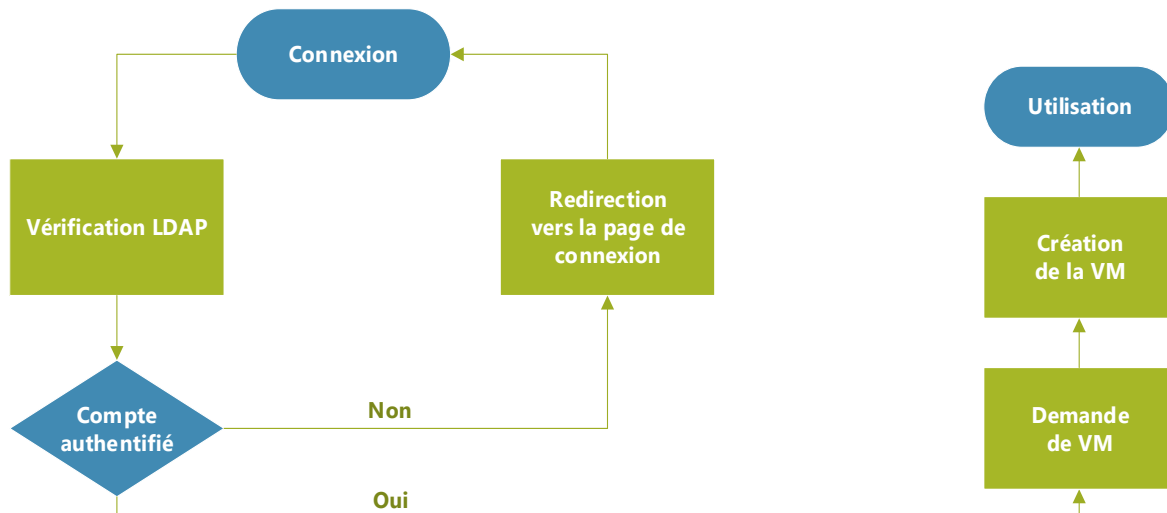 Connexion
Utilisation
Vérification LDAP
Redirection
vers la page de
connexion
Création
de la VM
Compte
authentifié
Non
Demande
de VM
Oui